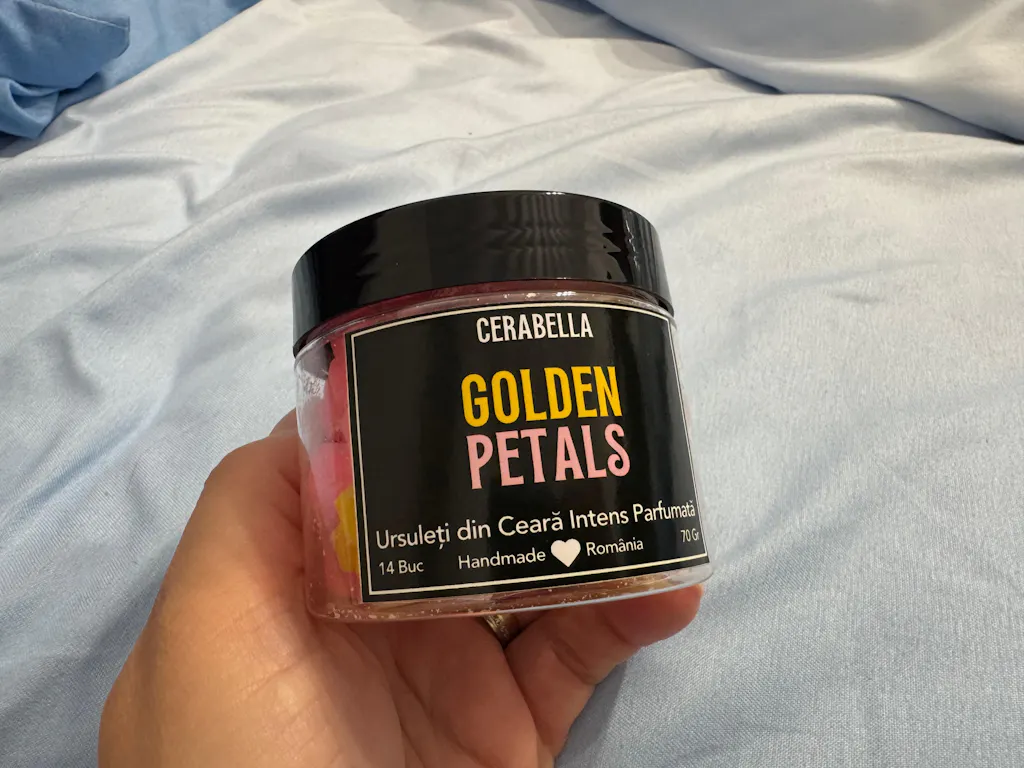 CERABELLA
GOLDEN
PETALS
Ursuleți din Ceară Intens Parfumată
14 Buc Handmade România 70 Gr